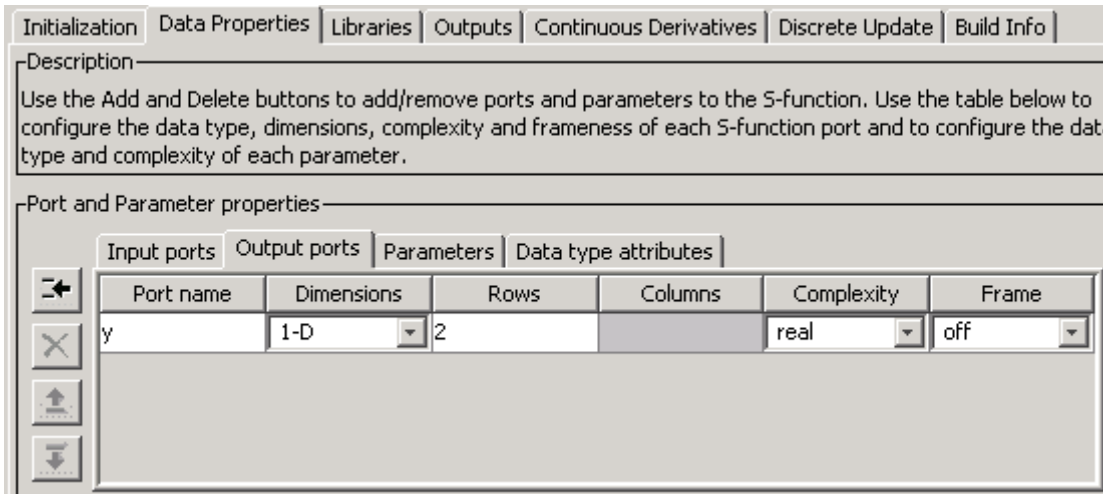 Initialization Data Properties Libraries Outputs Continuous Derivatives Discrete Update Build Info
Description
Use the Add and Delete buttons to add/remove ports and parameters to the S-function. Use the table below to
configure the data type, dimensions, complexity and frameness of each S-function port and to configure the dat
type and complexity of each parameter.
Port and Parameter properties
Input ports Output ports Parameters Data type attributes
Port name Dimensions Rows Columns Complexity Frame
y 1-D 2 real off